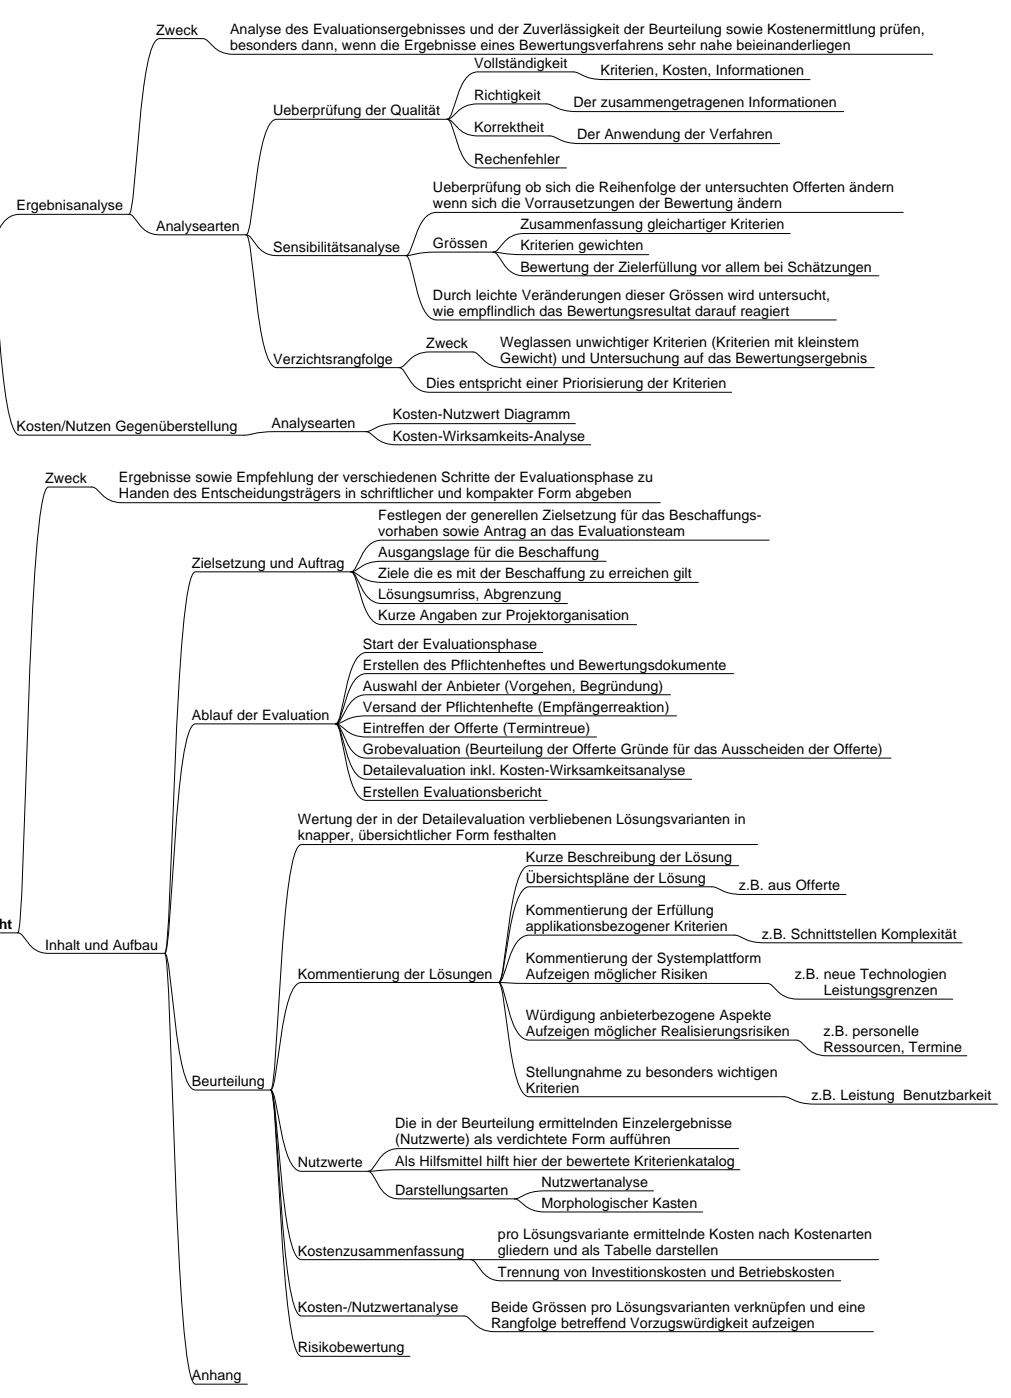 Zweck
Analyse des Evaluationsergebnisses und der Zuverlässigkeit der Beurteilung sowie Kostenermittlung prüfen,
besonders dann, wenn die Ergebnisse eines Bewertungsverfahrens sehr nahe beieinanderliegen
Vollständigkeit
Kriterien, Kosten, Informationen
Richtigkeit
Der zusammengetragenen Informationen
Ueberprüfung der Qualität
Korrektheit
Der Anwendung der Verfahren
Rechenfehler
Ergebnisanalyse
Ueberprüfung ob sich die Reihenfolge der untersuchten Offerten ändern
wenn sich die Vorrausetzungen der Bewertung ändern
Analysearten
Zusammenfassung gleichartiger Kriterien
Sensibilitätsanalyse
Grössen
Kriterien gewichten
Bewertung der Zielerfüllung vor allem bei Schätzungen
Durch leichte Veränderungen dieser Grössen wird untersucht,
wie empflindlich das Bewertungsresultat darauf reagiert
Zweck
Weglassen unwichtiger Kriterien (Kriterien mit kleinstem
Gewicht) und Untersuchung auf das Bewertungsergebnis
Verzichtsrangfolge
Dies entspricht einer Priorisierung der Kriterien
Kosten/Nutzen Gegenüberstellung
Analysearten
Kosten-Nutzwert Diagramm
Kosten-Wirksamkeits-Analyse
Zweck
Ergebnisse sowie Empfehlung der verschiedenen Schritte der Evaluationsphase zu
Handen des Entscheidungsträgers in schriftlicher und kompakter Form abgeben
Festlegen der generellen Zielsetzung für das Beschaffungs-
vorhaben sowie Antrag an das Evaluationsteam
Zielsetzung und Auftrag
Ausgangslage für die Beschaffung
Ziele die es mit der Beschaffung zu erreichen gilt
Lösungsumriss, Abgrenzung
Kurze Angaben zur Projektorganisation
Start der Evaluationsphase
Erstellen des Pflichtenheftes und Bewertungsdokumente
Auswahl der Anbieter (Vorgehen, Begründung)
Versand der Pflichtenhefte (Empfängerreaktion)
Ablauf der Evaluation
Eintreffen der Offerte (Termintreue)
Grobevaluation (Beurteilung der Offerte Gründe für das Ausscheiden der Offerte)
Detailevaluation inkl. Kosten-Wirksamkeitsanalyse
Erstellen Evaluationsbericht
Wertung der in der Detailevaluation verbliebenen Lösungsvarianten in
knapper, übersichtlicher Form festhalten
Kurze Beschreibung der Lösung
Übersichtspläne der Lösung
z.B. aus Offerte
ht
Inhalt und Aufbau
Kommentierung der Erfüllung
applikationsbezogener Kriterien
z.B. Schnittstellen Komplexität
Kommentierung der Lösungen
Kommentierung der Systemplattform
Aufzeigen möglicher Risiken
z.B. neue Technologien
Leistungsgrenzen
Würdigung anbieterbezogene Aspekte
Aufzeigen möglicher Realisierungsrisiken
z.B. personelle
Ressourcen, Termine
Beurteilung
Stellungnahme zu besonders wichtigen
Kriterien
z.B. Leistung  Benutzbarkeit
Die in der Beurteilung ermittelnden Einzelergebnisse
(Nutzwerte) als verdichtete Form aufführen
Nutzwerte
Als Hilfsmittel hilft hier der bewertete Kriterienkatalog
Darstellungsarten
Nutzwertanalyse
Morphologischer Kasten
Kostenzusammenfassung
pro Lösungsvariante ermittelnde Kosten nach Kostenarten
gliedern und als Tabelle darstellen
Trennung von Investitionskosten und Betriebskosten
Kosten-/Nutzwertanalyse
Beide Grössen pro Lösungsvarianten verknüpfen und eine
Rangfolge betreffend Vorzugswürdigkeit aufzeigen
Risikobewertung
Anhang